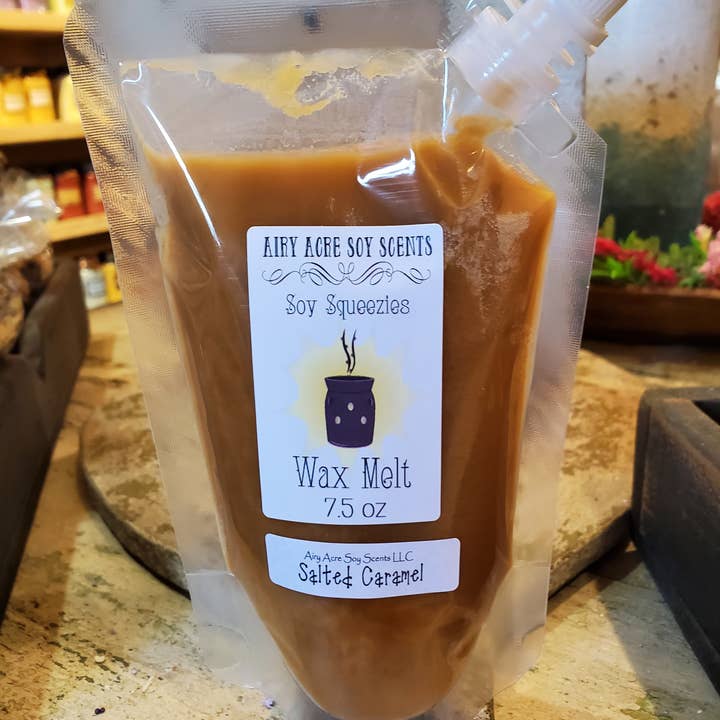 AIRY ACRE SOY SCENTS
Soy Squeezies
Wax Melt
7.5 oz
Airy Acre Soy Scents LLC
Salted Caramel